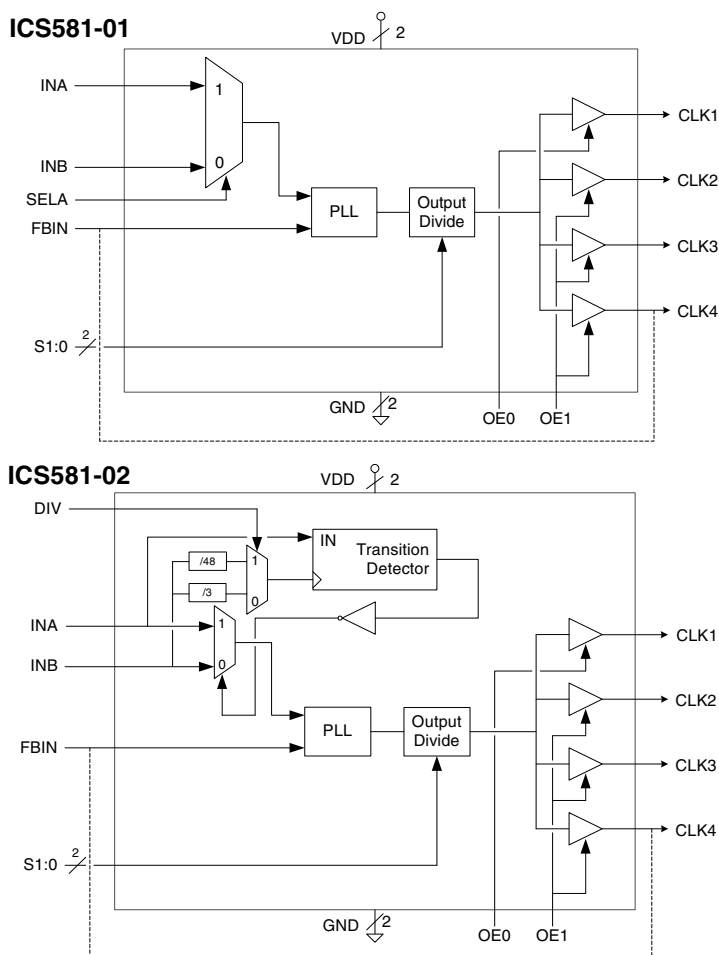 ICS581-01
VDD 2
INA
1
CLK1
INB
0
CLK2
SELA
PLL
Output
Divide
FBIN
CLK3
CLK4
S1:0 2
GND 2
OE0 OE1
ICS581-02
VDD 2
DIV
IN
Transition
Detector
/48
1
/3
0
INA
1
CLK1
INB
0
CLK2
PLL
Output
Divide
FBIN
CLK3
CLK4
S1:0 2
GND 2
OE0 OE1